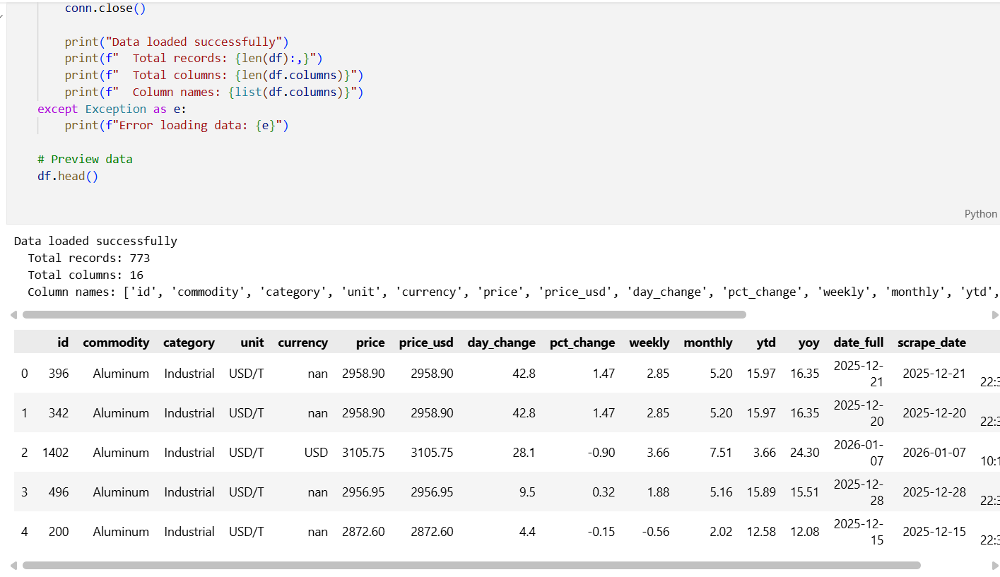 conn.close()
print("Data loaded successfully")
print(f"  Total records: {len(df):,}")
print(f"  Total columns: {len(df.columns)}")
print(f"  Column names: {list(df.columns)}")
except Exception as e:
print(f"Error loading data: {e}")
# Preview data
df.head()
Python
Data loaded successfully
Total records: 773
Total columns: 16
Column names: ['id', 'commodity', 'category', 'unit', 'currency', 'price', 'price_usd', 'day_change', 'pct_change', 'weekly', 'monthly', 'ytd',
id commodity category unit currency price price_usd day_change pct_change weekly monthly ytd yoy date_full scrape_date
0 396 Aluminum Industrial USD/T nan 2958.90 2958.90 42.8 1.47 2.85 5.20 15.97 16.35 2025-12-21 2025-12-21 22:3
1 342 Aluminum Industrial USD/T nan 2958.90 2958.90 42.8 1.47 2.85 5.20 15.97 16.35 2025-12-20 2025-12-20 22:3
2 1402 Aluminum Industrial USD/T USD 3105.75 3105.75 28.1 -0.90 3.66 7.51 3.66 24.30 2026-01-07 2026-01-07 10:1
3 496 Aluminum Industrial USD/T nan 2956.95 2956.95 9.5 0.32 1.88 5.16 15.89 15.51 2025-12-28 2025-12-28 22:3
4 200 Aluminum Industrial USD/T nan 2872.60 2872.60 4.4 -0.15 -0.56 2.02 12.58 12.08 2025-12-15 2025-12-15 22:3